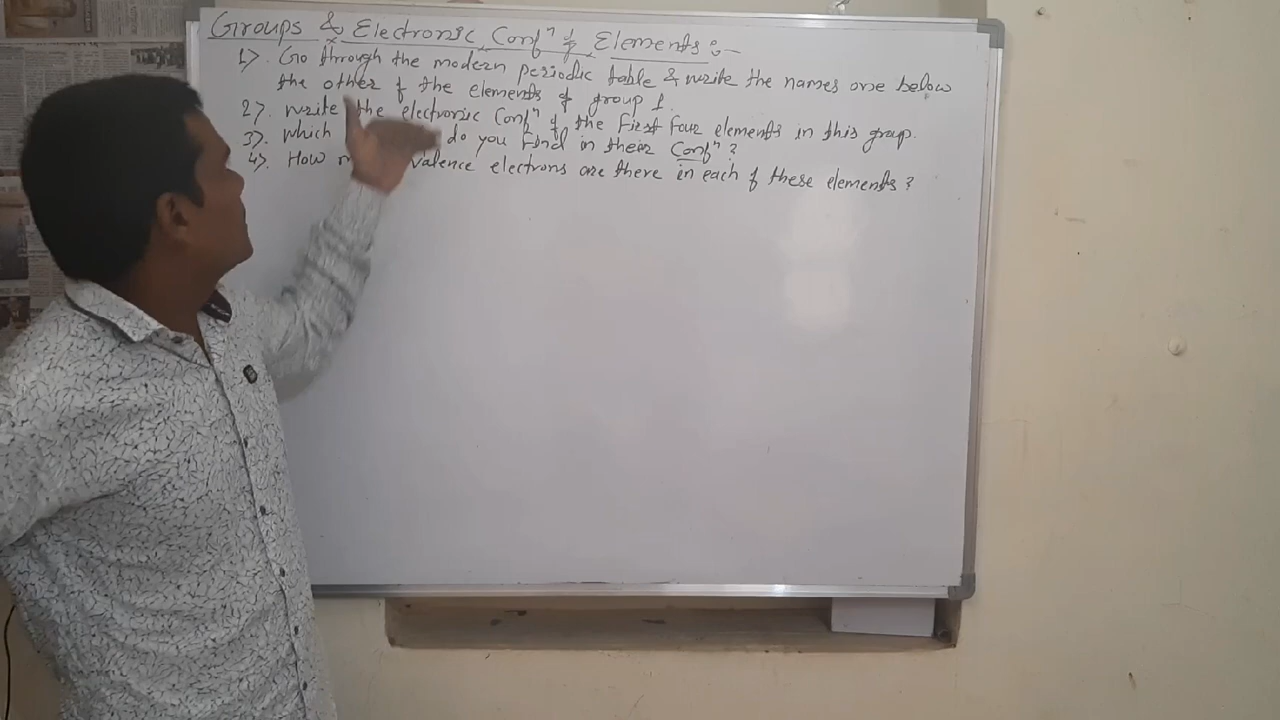 Groups & Electronic Confⁿ of Elements :-
1). Go through the modern periodic table & write the names one below
the other of the elements of group 1.
2). write the electronic Confⁿ of the first four elements in this group.
3). which do you find in their Confⁿ ?
4). How valence electrons are there in each of these elements ?